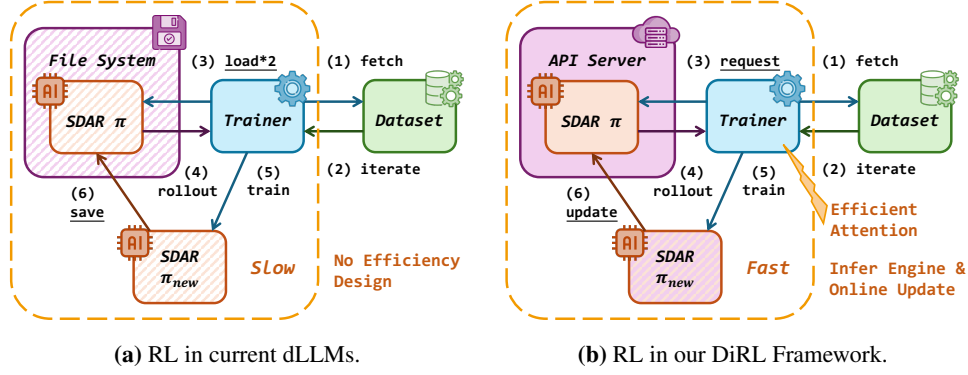 File System
(3) load*2
(1) fetch
AI
SDAR π
Trainer
Dataset
(6)
save
(4)
rollout
(5)
train
(2) iterate
AI
SDAR
π_new
Slow
No Efficiency
Design
(a) RL in current dLLMs.
API Server
(3) request
(1) fetch
AI
SDAR π
Trainer
Dataset
(6)
update
(4)
rollout
(5)
train
(2) iterate
Efficient
Attention
AI
SDAR
π_new
Fast
Infer Engine &
Online Update
(b) RL in our DiRL Framework.